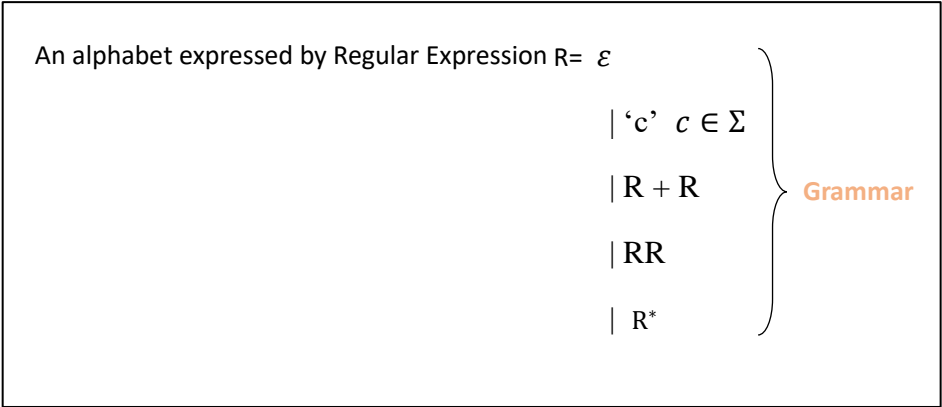 An alphabet expressed by Regular Expression R= ε
| ‘c’ c ∈ Σ
| R + R
Grammar
| RR
| R*